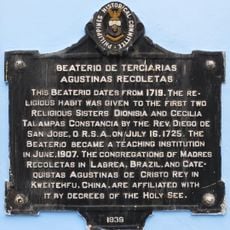 PHILIPPINES HISTORICAL COMMITTEE
BEATERIO DE TERCIARIAS
AGUSTINAS RECOLETAS
THIS BEATERIO DATES FROM 1719. THE RE-
LIGIOUS HABIT WAS GIVEN TO THE FIRST TWO
RELIGIOUS SISTERS DIONISIA AND CECILIA
TALAMPAS CONSTANCIA BY THE REV. DIEGO DE
SAN JOSE, O.R.S.A., ON JULY 16, 1725. THE
BEATERIO BECAME A TEACHING INSTITUTION
IN JUNE, 1907. THE CONGREGATIONS OF MADRES
RECOLETAS IN LABREA, BRAZIL, AND CATE-
QUISTAS AGUSTINAS DE CRISTO REY IN
KWEITEHFU, CHINA, ARE AFFILIATED WITH
IT BY DECREES OF THE HOLY SEE.
1939